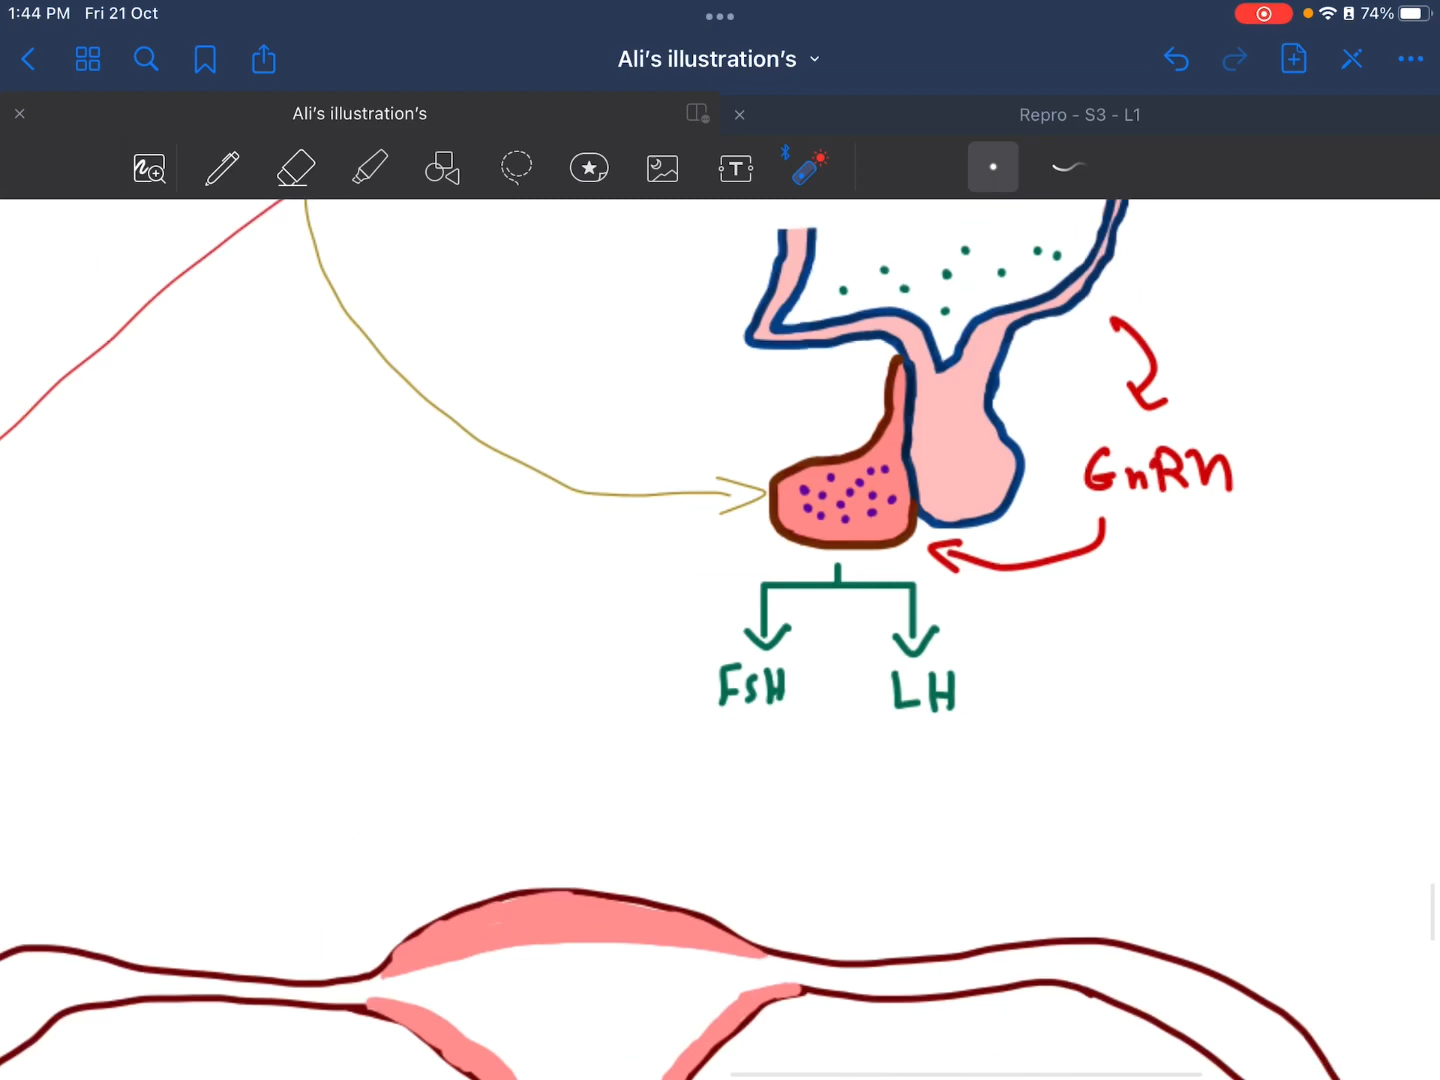 1:44 PM Fri 21 Oct
74%
Ali's illustration's
Ali's illustration's
Repro - S3 - L1
T
GnRH
FSH LH